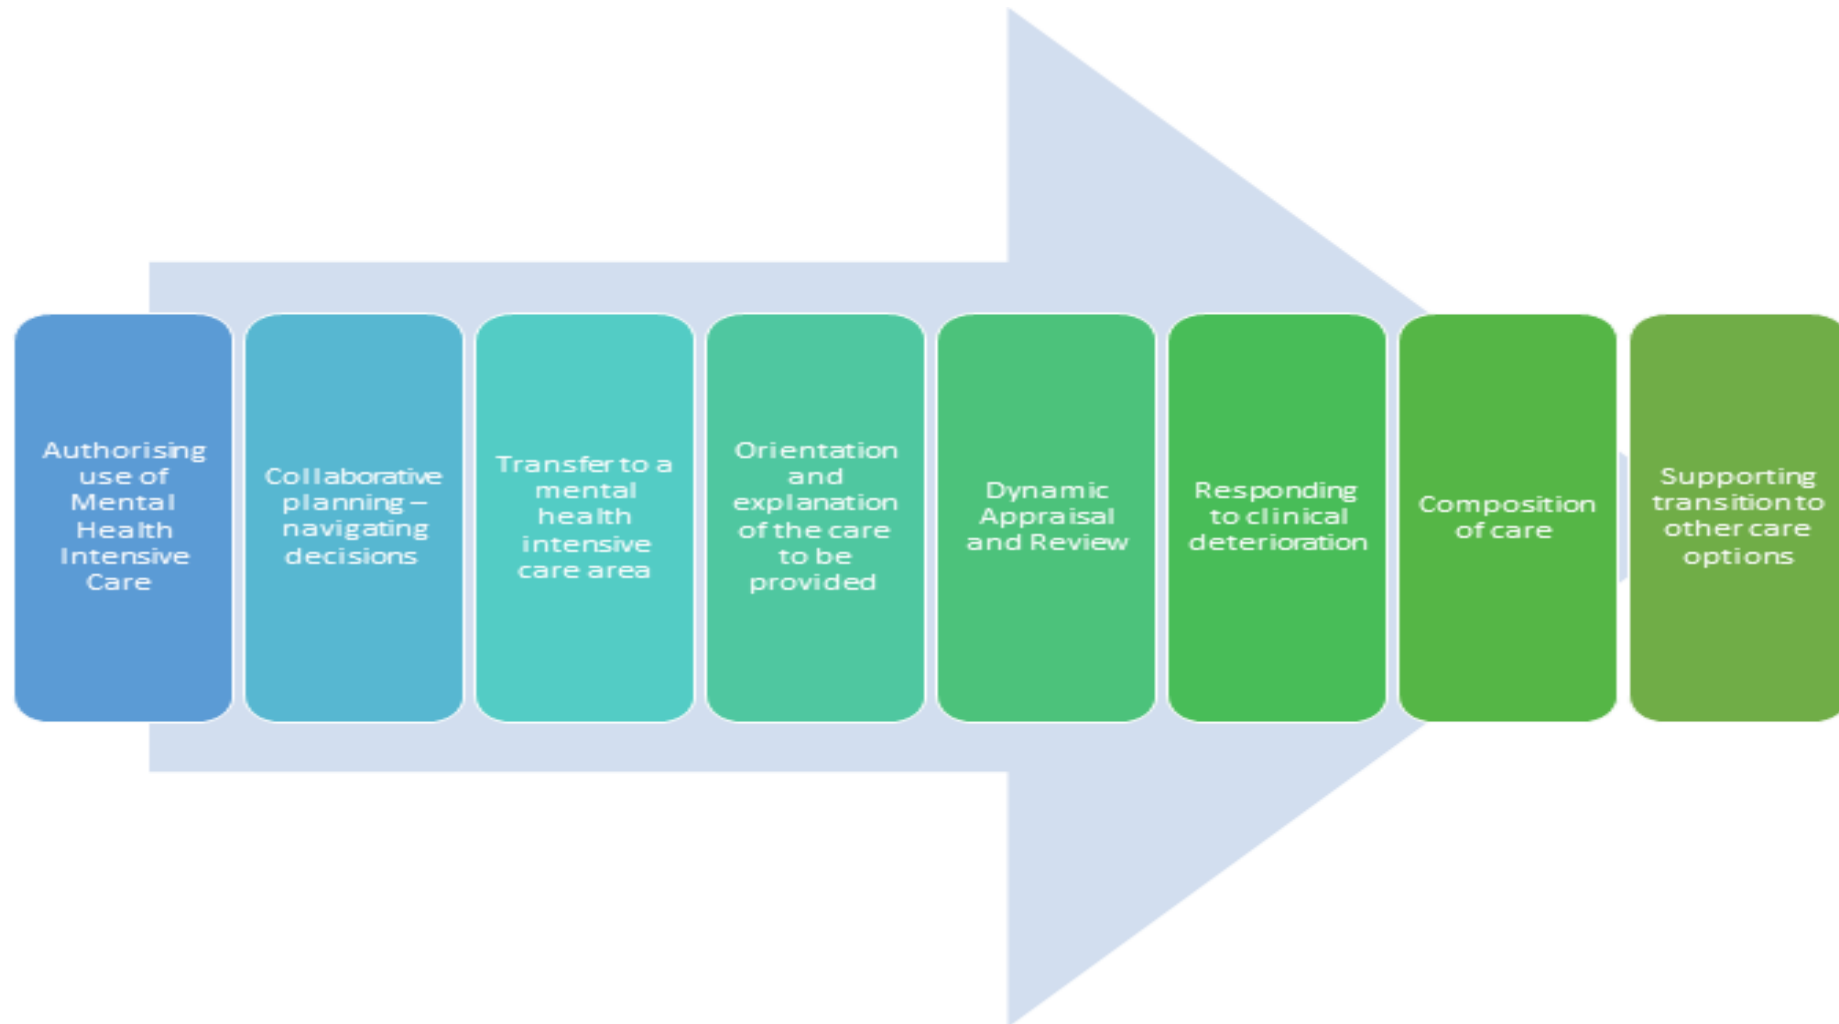 Authorising
use of
Mental
Health
Intensive
Care
Collaborative
planning –
navigating
decisions
Transfer to a
mental
health
intensive
care area
Orientation
and
explanation
of the care
to be
provided
Dynamic
Appraisal
and Review
Responding
to clinical
deterioration
Composition
of care
Supporting
transition to
other care
options